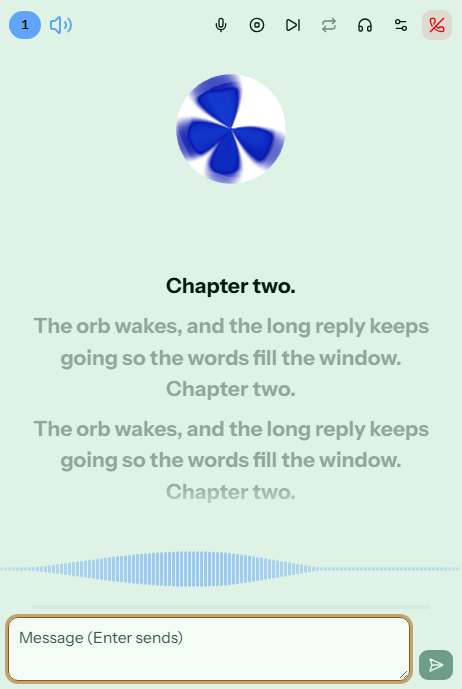 1
Chapter two.
The orb wakes, and the long reply keeps
going so the words fill the window.
Chapter two.
The orb wakes, and the long reply keeps
going so the words fill the window.
Chapter two.
Message (Enter sends)